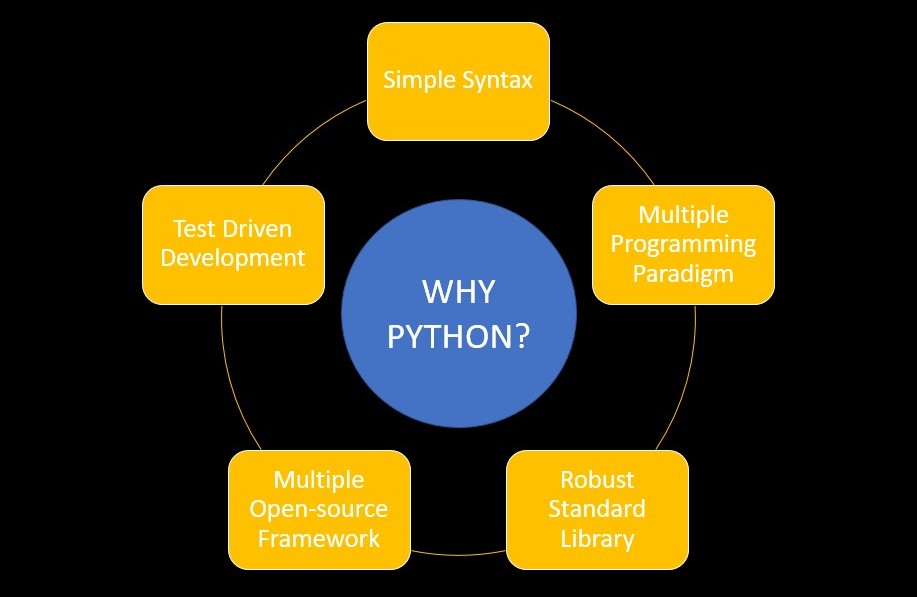 Simple Syntax
Multiple
Programming
Paradigm
Robust
Standard
Library
Multiple
Open-source
Framework
Test Driven
Development
WHY
PYTHON?